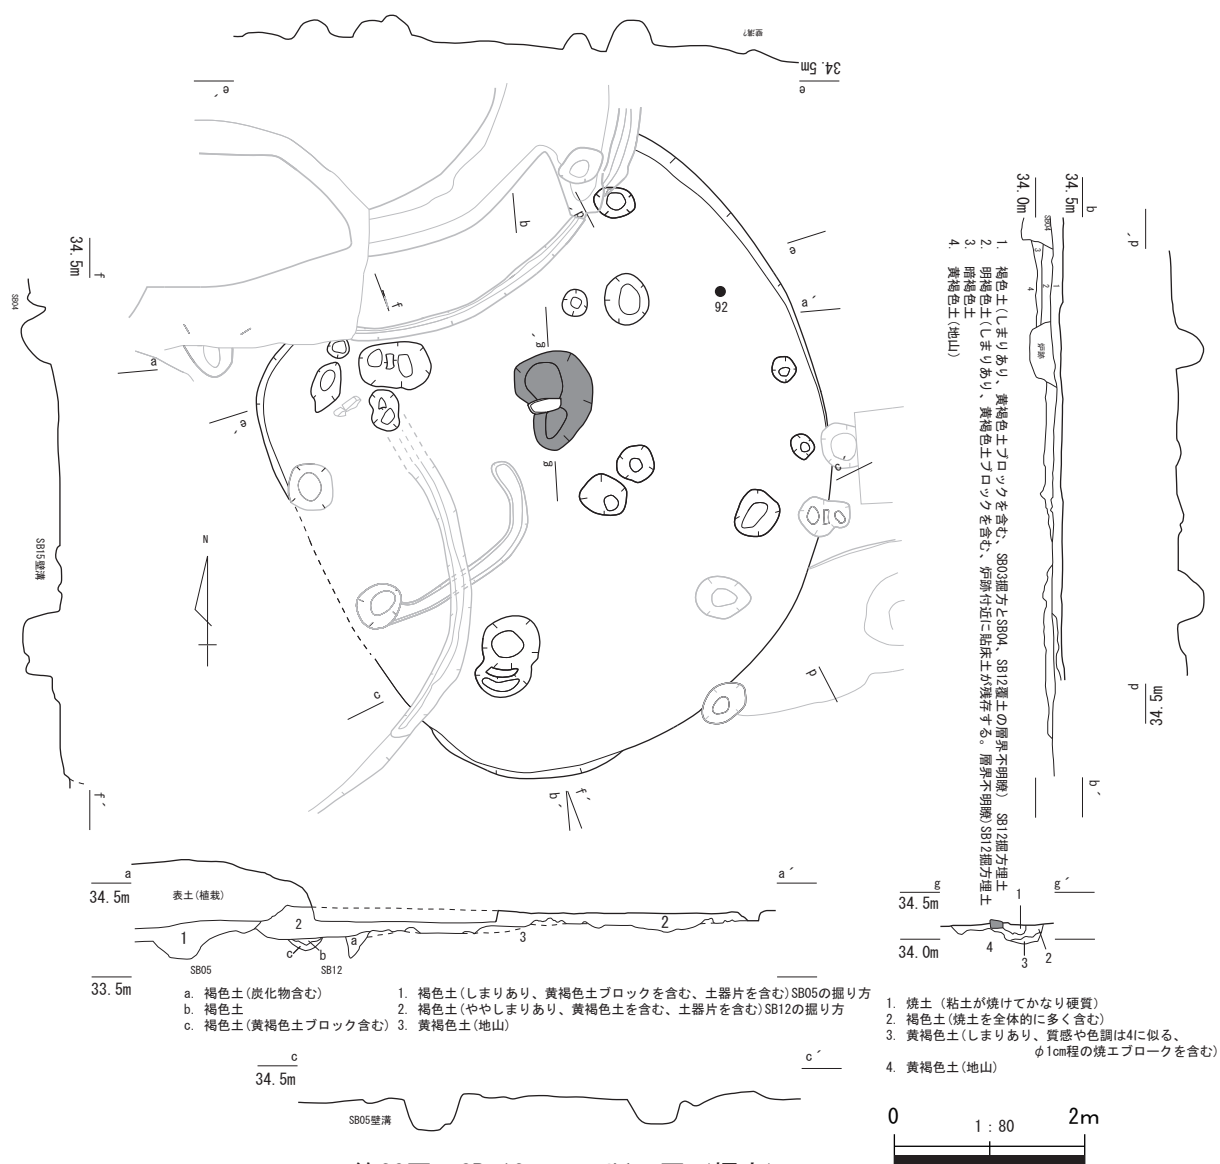 壁溝?
34.5m
e´
e
34.5m
f
SB04
SB15壁溝
f´
34.5m
a
e´
b
d
f
g´
g
e
a´
92
c´
N
c
d
b´
f´
34.0m
34.5m
b
SB04
1
2
3
4
炉跡
b´
1. 褐色土(しまりあり、黄褐色土ブロックを含む、SB03掘方とSB04、SB12覆土の層界不明瞭) SB12掘方埋土
2. 明褐色土(しまりあり、黄褐色土ブロックを含む、炉跡付近に貼床土が残存する。層界不明瞭)SB12掘方埋土
3. 暗褐色土
4. 黄褐色土(地山)
d´
d
34.5m
a
34.5m
a´
表土(植栽)
1
2
c
b
a
3
2
SB05
SB12
33.5m
a. 褐色土(炭化物含む)
b. 褐色土
c. 褐色土(黄褐色土ブロック含む)
1. 褐色土(しまりあり、黄褐色土ブロックを含む、土器片を含む)SB05の掘り方
2. 褐色土(ややしまりあり、黄褐色土を含む、土器片を含む)SB12の掘り方
3. 黄褐色土(地山)
g
34.5m
g´
1
34.0m
4
3
2
1. 焼土 (粘土が焼けてかなり硬質)
2. 褐色土(焼土を全体的に多く含む)
3. 黄褐色土(しまりあり、質感や色調は4に似る、
φ1cm程の焼エブロークを含む)
4. 黄褐色土(地山)
c
34.5m
c´
SB05壁溝
0
1:80
2m